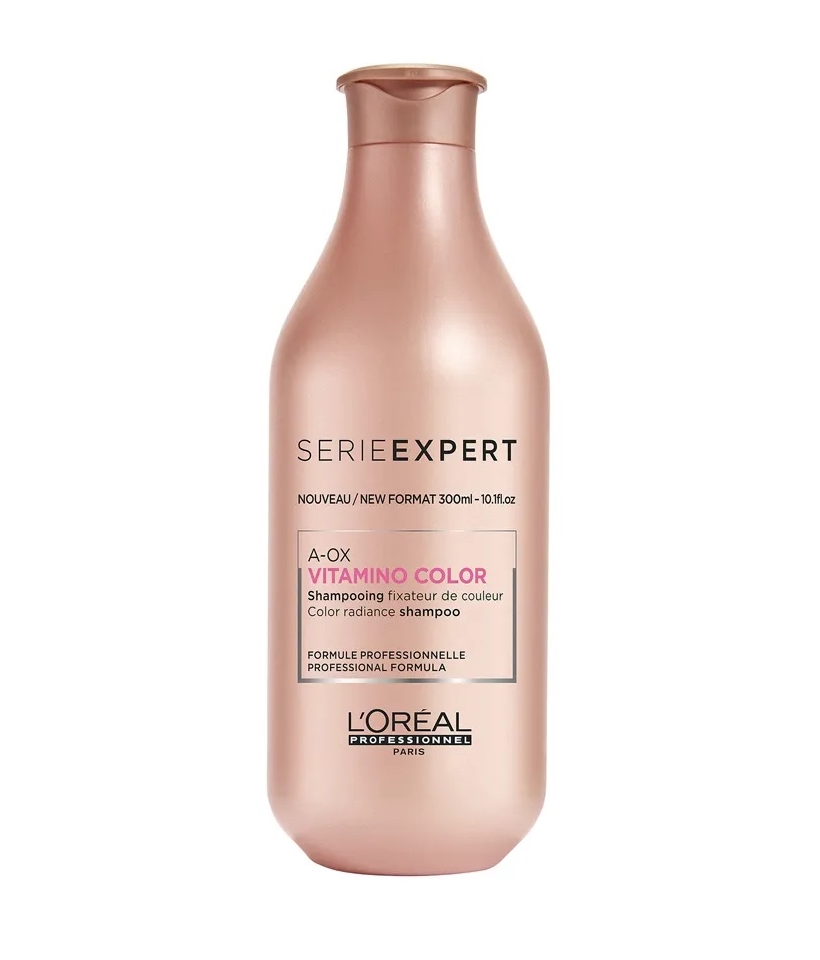 SERIEEXPERT
NOUVEAU / NEW FORMAT 300ml - 10.1fl.oz
A-OX
VITAMINO COLOR
Shampooing fixateur de couleur
Color radiance shampoo
FORMULE PROFESSIONNELLE
PROFESSIONAL FORMULA
L'ORÉAL
PROFESSIONNEL
PARIS